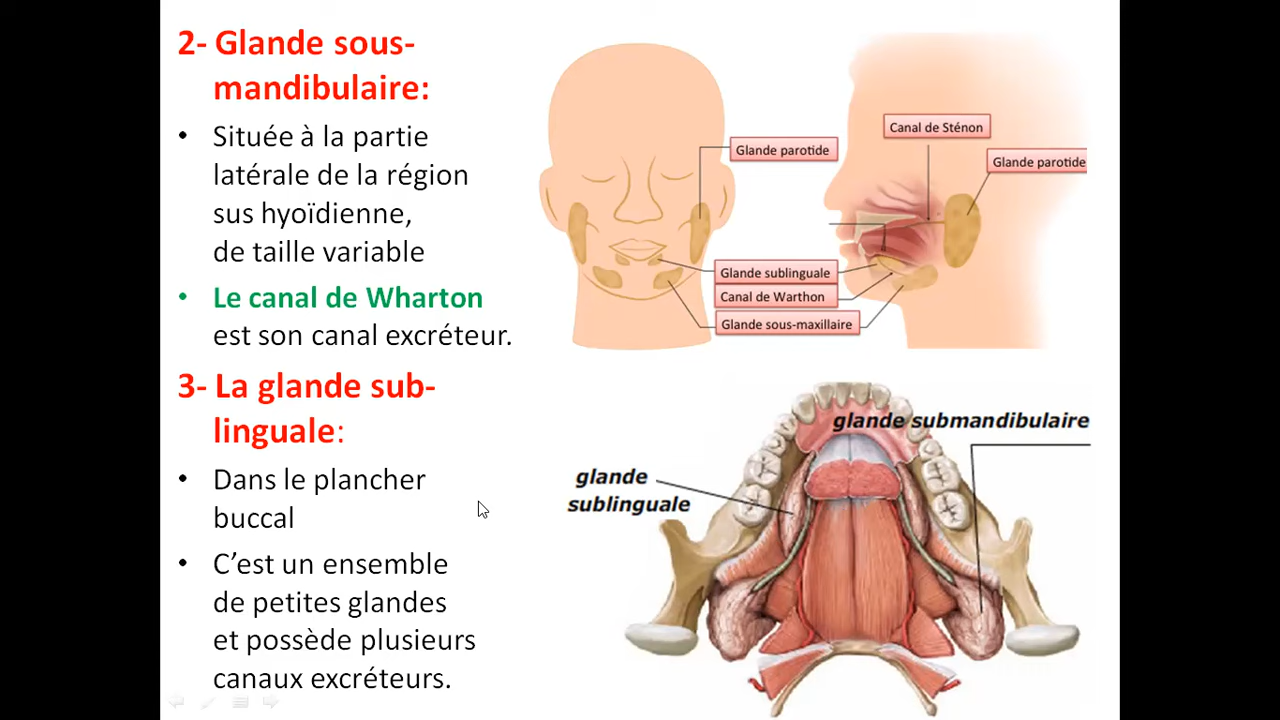 2- Glande sous-
mandibulaire:
• Située à la partie
latérale de la région
sus hyoïdienne,
de taille variable
• Le canal de Wharton
est son canal excréteur.
3- La glande sub-
linguale:
• Dans le plancher
buccal
• C’est un ensemble
de petites glandes
et possède plusieurs
canaux excréteurs.
Glande parotide
Canal de Sténon
Glande parotide
Glande sublinguale
Canal de Warthon
Glande sous-maxillaire
glande submandibulaire
glande
sublinguale